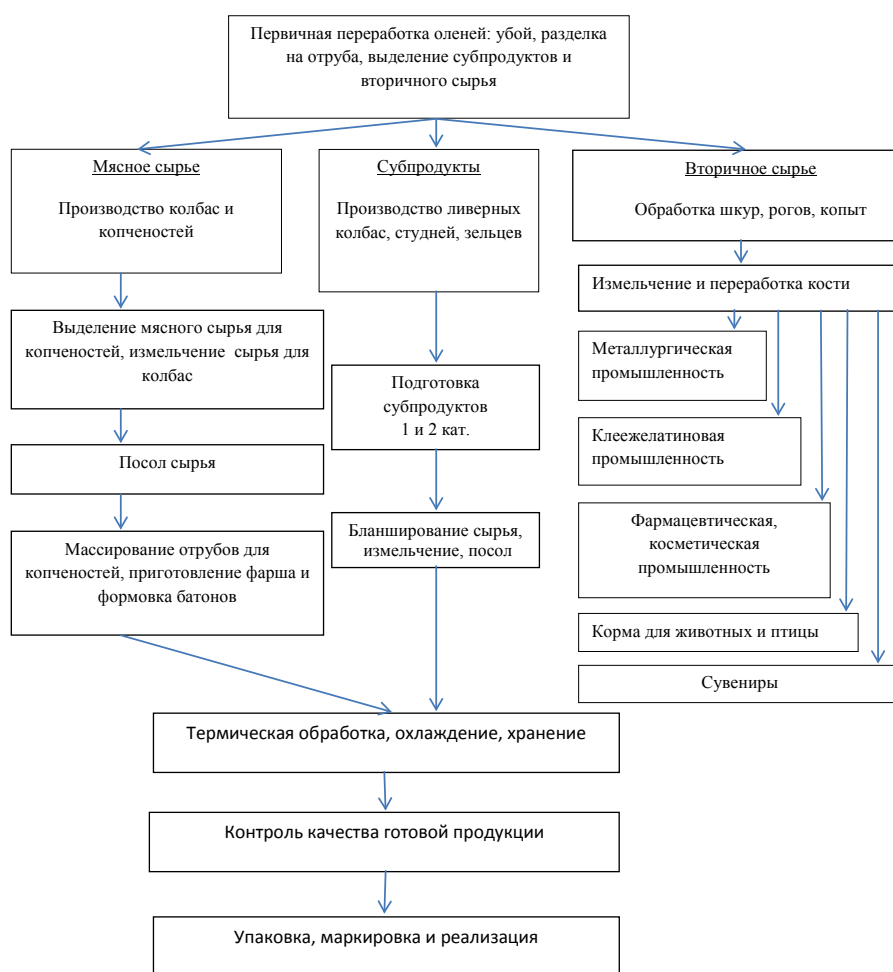 Первичная переработка оленей: убой, разделка
на отруба, выделение субпродуктов и
вторичного сырья
Мясное сырье
Производство колбас и
копченостей
Субпродукты
Производство ливерных
колбас, студней, зельцев
Вторичное сырье
Обработка шкур, рогов, копыт
Выделение мясного сырья для
копченостей, измельчение сырья для
колбас
Посол сырья
Массирование отрубов для
копченостей, приготовление фарша и
формовка батонов
Подготовка
субпродуктов
1 и 2 кат.
Бланширование сырья,
измельчение, посол
Измельчение и переработка кости
Металлургическая
промышленность
Клеежелатиновая
промышленность
Фармацевтическая,
косметическая
промышленность
Корма для животных и птицы
Сувениры
Термическая обработка, охлаждение, хранение
Контроль качества готовой продукции
Упаковка, маркировка и реализация